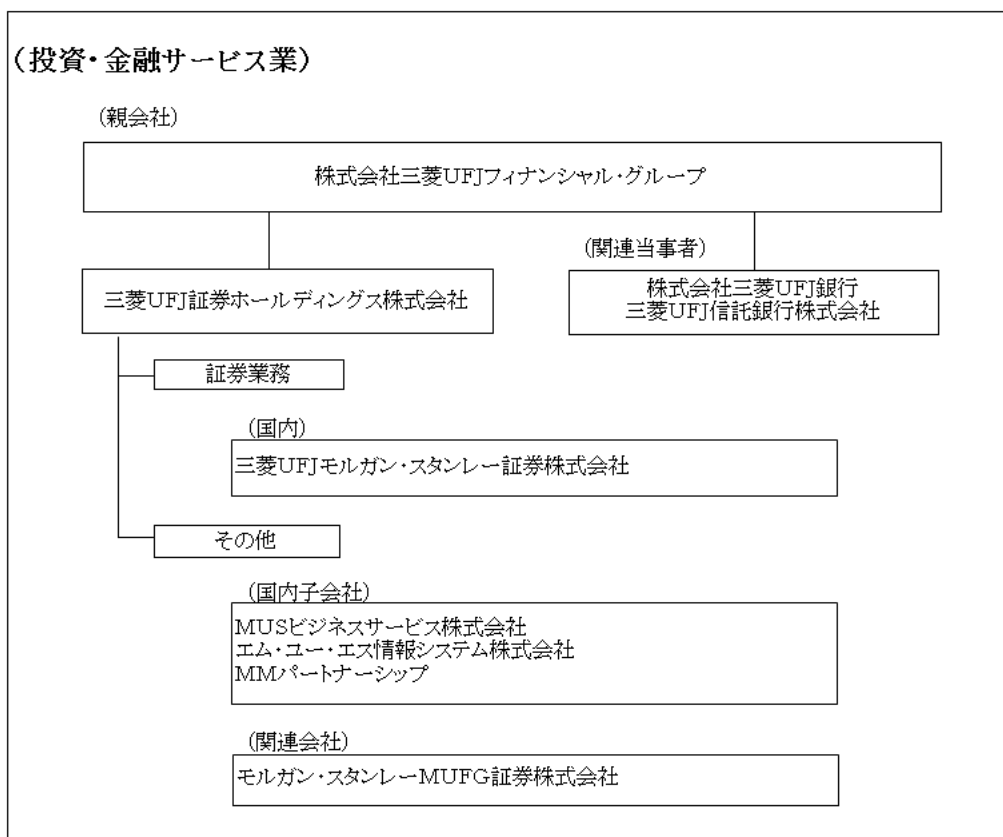 （投資・金融サービス業）
（親会社）
株式会社三菱UFJフィナンシャル・グループ
（関連当事者）
三菱UFJ証券ホールディングス株式会社
株式会社三菱UFJ銀行
三菱UFJ信託銀行株式会社
証券業務
（国内）
三菱UFJモルガン・スタンレー証券株式会社
その他
（国内子会社）
MUSビジネスサービス株式会社
エム・ユー・エス情報システム株式会社
MMパートナーシップ
（関連会社）
モルガン・スタンレーMUFG証券株式会社